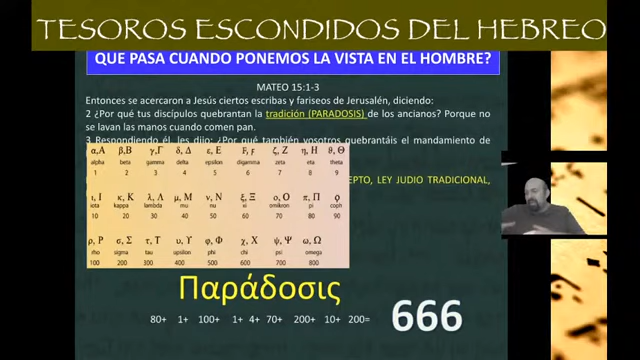 TESOROS ESCONDIDOS DEL HEBREO
QUE PASA CUANDO PONEMOS LA VISTA EN EL HOMBRE?
MATEO 15:1-3
Entonces se acercaron a Jesús ciertos escribas y fariseos de Jerusalén, diciendo:
2 ¿Por qué tus discípulos quebrantan la tradición (PARADOSIS) de los ancianos? Porque no
se lavan las manos cuando comen pan.
3 Respondiendo él, les dijo: ¿Por qué también vosotros quebrantáis el mandamiento de
EPTO, LEY JUDIO TRADICIONAL,
α,Α β,Β γ,Γ δ,Δ ε,Ε Ϝ,ϝ ζ,Ζ η,Η θ,Θ
alpha beta gamma delta epsilon digamma zeta eta theta
1 2 3 4 5 6 7 8 9
ι,Ι κ,Κ λ,Λ μ,Μ ν,Ν ξ,Ξ ο,Ο π,Π ϙ
iota kappa lambda mu nu xi omikron pi coph
10 20 30 40 50 60 70 80 90
ρ,Ρ σ,Σ τ,Τ υ,Υ φ,Φ χ,Χ ψ,Ψ ω,Ω
rho sigma tau upsilon phi chi psi omega
100 200 300 400 500 600 700 800
Παράδοσις
80+ 1+ 100+ 1+ 4+ 70+ 200+ 10+ 200=
666